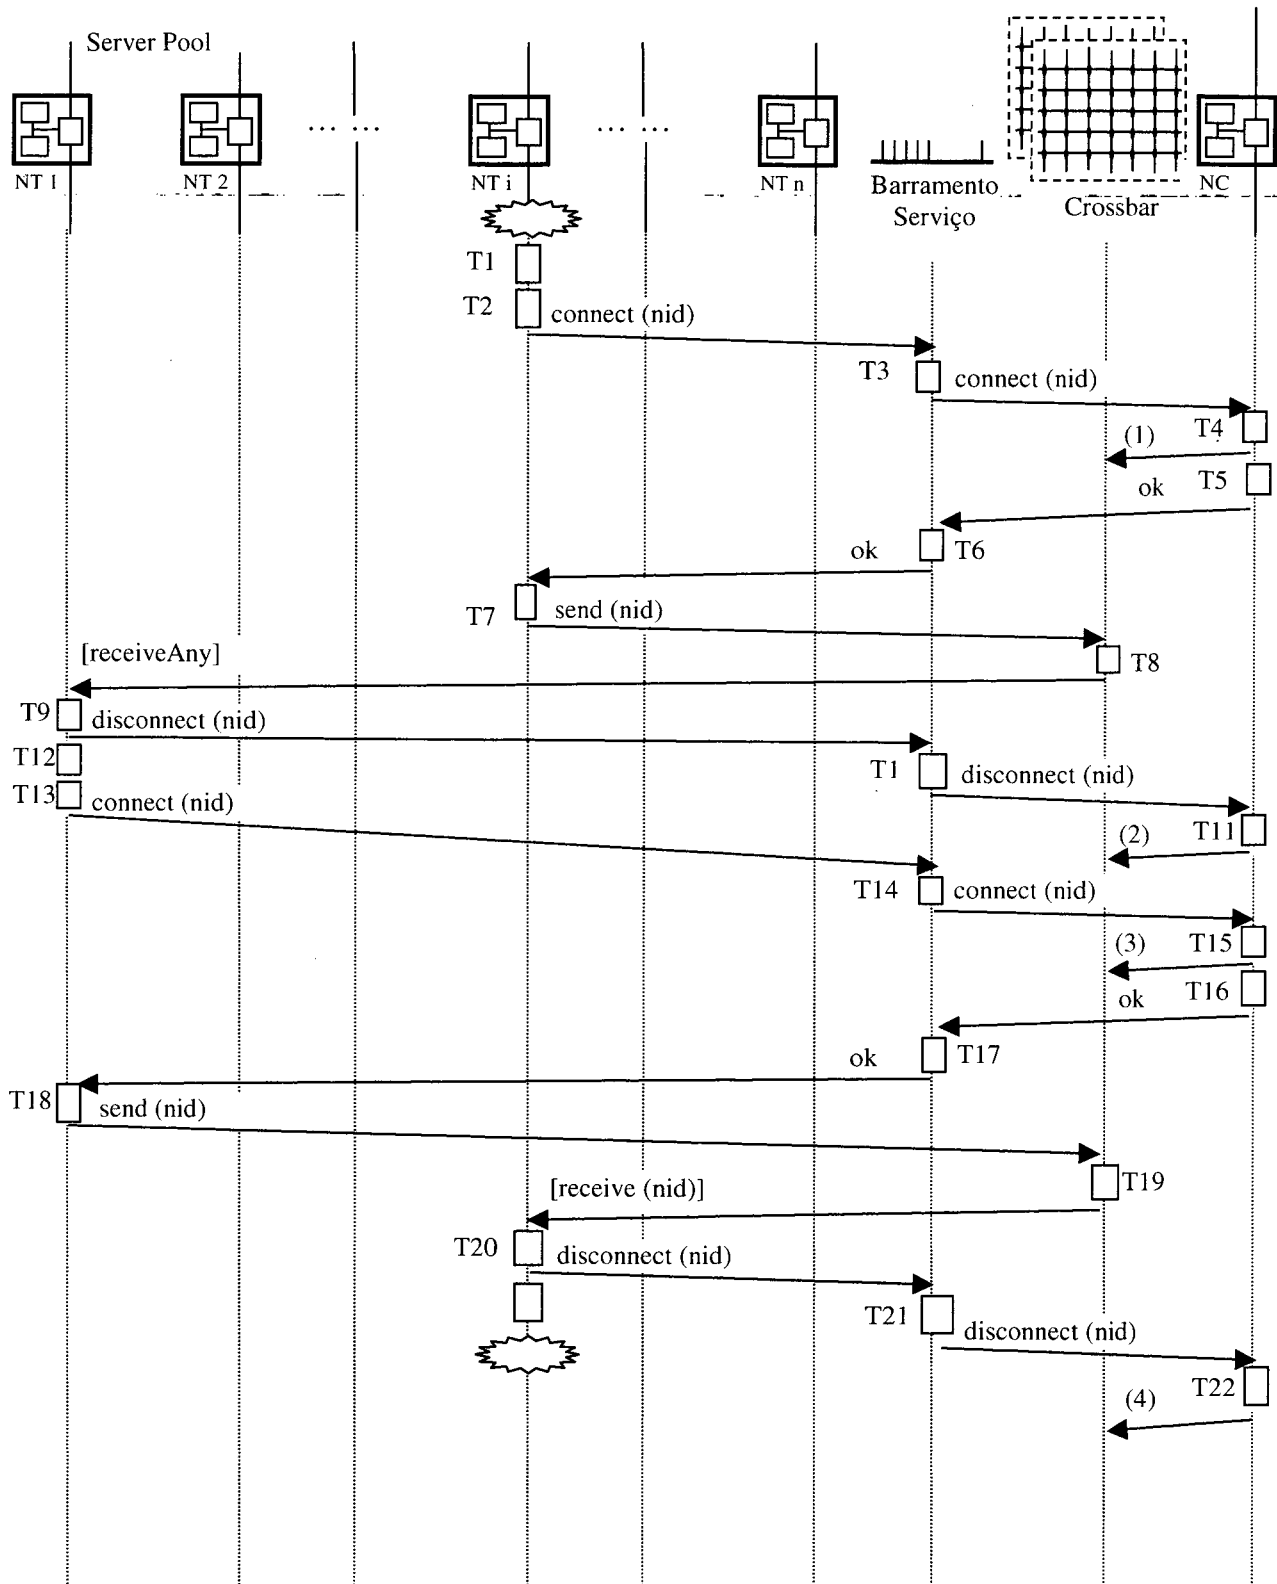 Server Pool
NT 1
NT 2
... ...
NT i
... ...
NT n
Barramento
Serviço
Crossbar
NC
T1
T2
connect (nid)
T3
connect (nid)
T4
(1)
T5
ok
T6
ok
T7
send (nid)
T8
[receiveAny]
T9
disconnect (nid)
T12
T1
disconnect (nid)
T13
connect (nid)
T11
(2)
T14
connect (nid)
T15
(3)
T16
ok
T17
ok
T18
send (nid)
T19
[receive (nid)]
T20
disconnect (nid)
T21
disconnect (nid)
T22
(4)